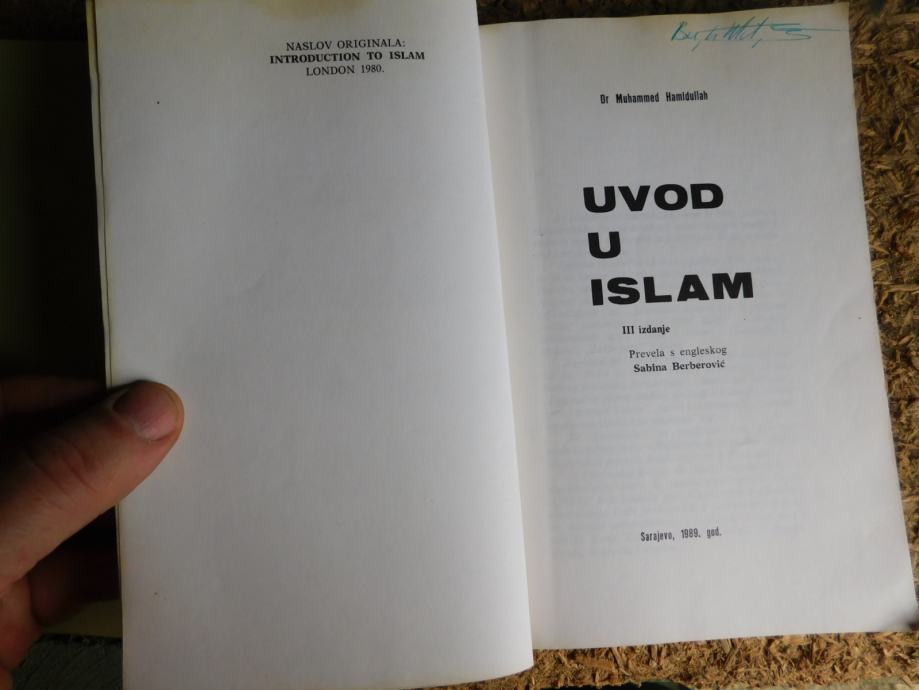 NASLOV ORIGINALA:
INTRODUCTION TO ISLAM
LONDON 1980.
Dr Muhammed Hamidullah
UVOD
U
ISLAM
III izdanje
Prevela s engleskog
Sabina Berberović
Sarajevo, 1989. god.